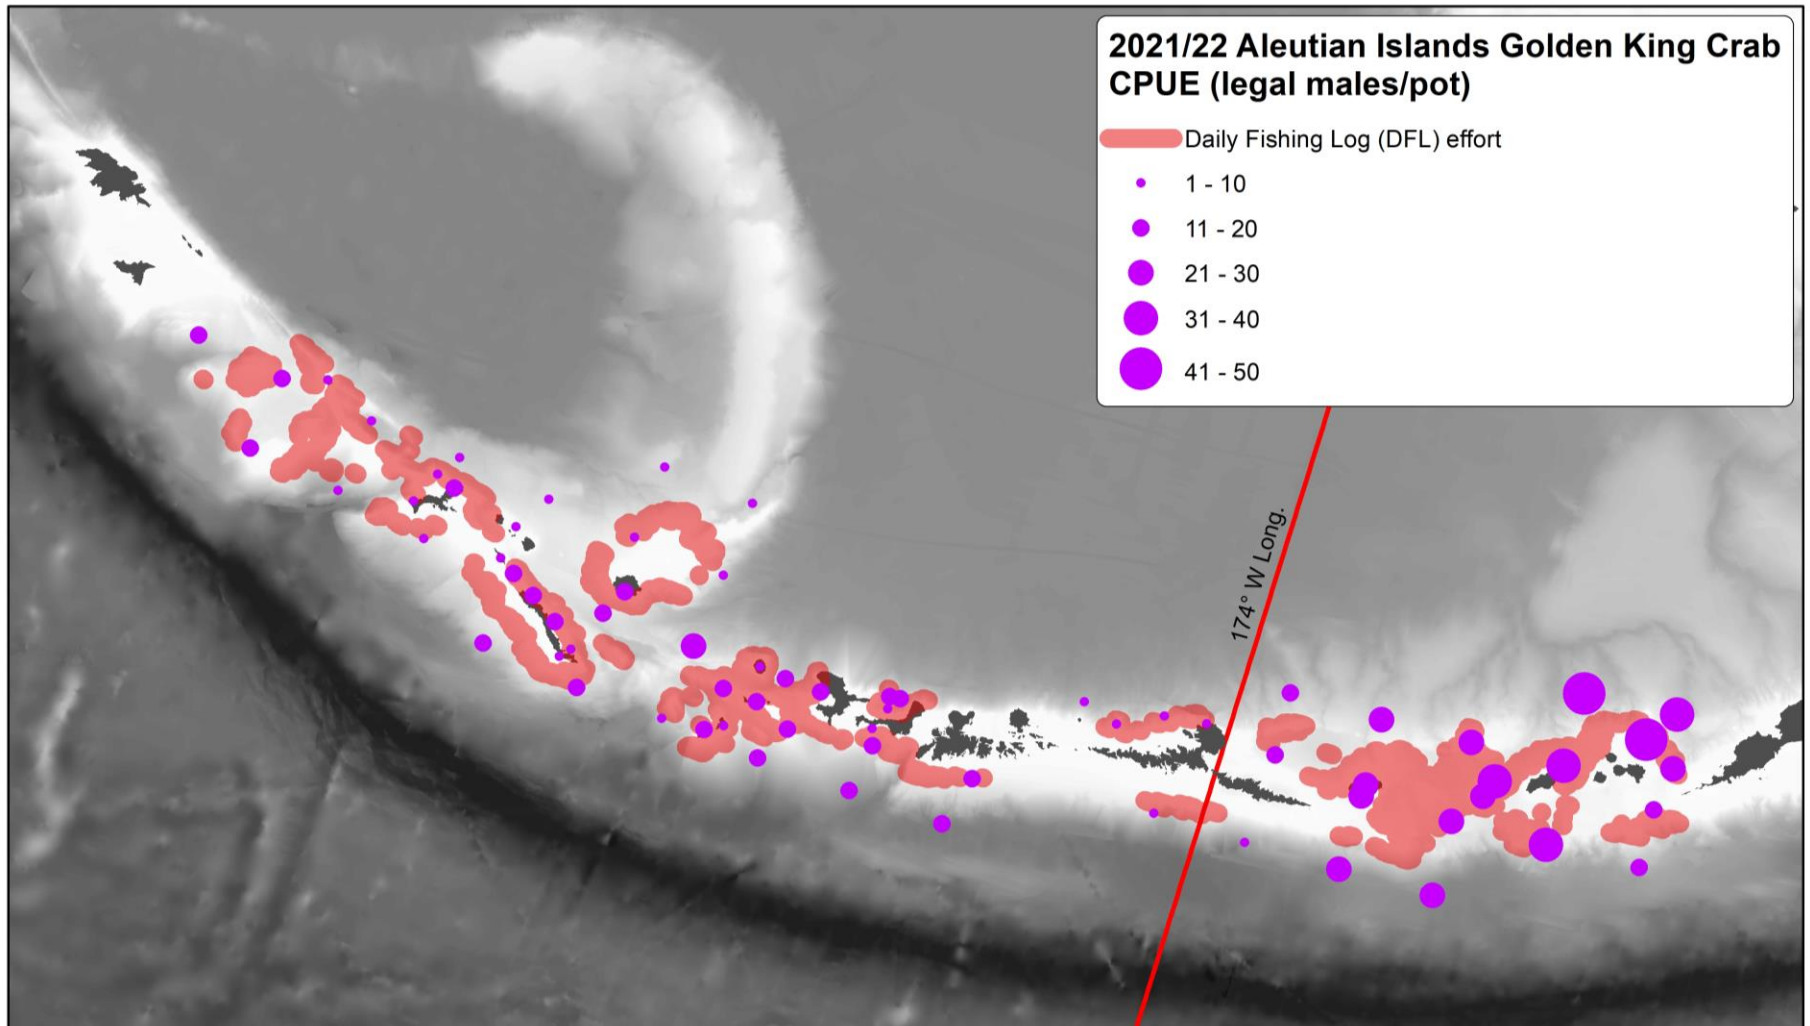 2021/22 Aleutian Islands Golden King Crab
CPUE (legal males/pot)
Daily Fishing Log (DFL) effort
1 - 10
11 - 20
21 - 30
31 - 40
41 - 50
174° W Long.